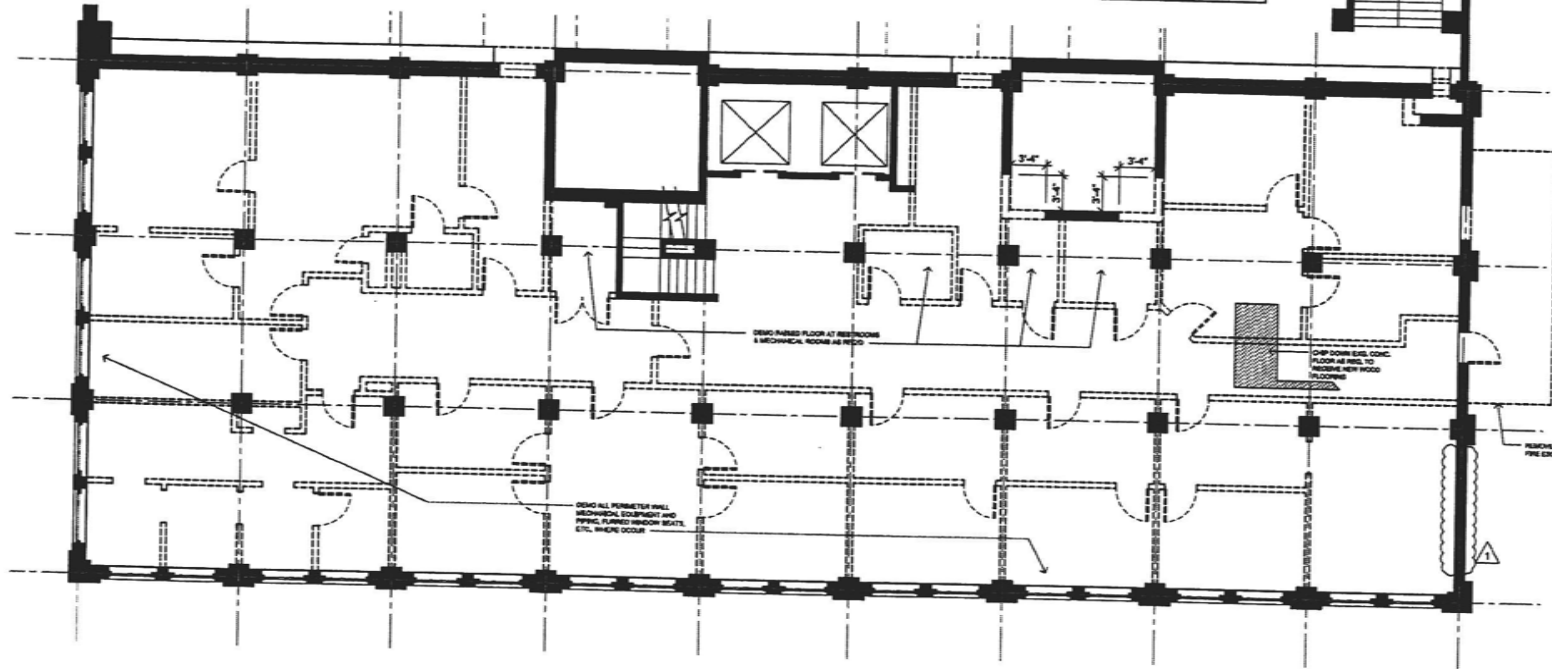 3'-4"
3'-4"
3'-4"
3'-4"
DEMO RAISED FLOOR AT RESTROOMS
& MECHANICAL ROOMS AS REQ'D
CHIP DOWN EXG. CONC.
FLOOR AS REQ. TO
RECEIVE NEW WOOD
FLOORING
REMOVE
FIRE
DEMO ALL PERIMETER WALL
MECHANICAL EQUIPMENT AND
PIPING, FURRED WINDOW SEATS,
ETC., WHERE OCCUR
1